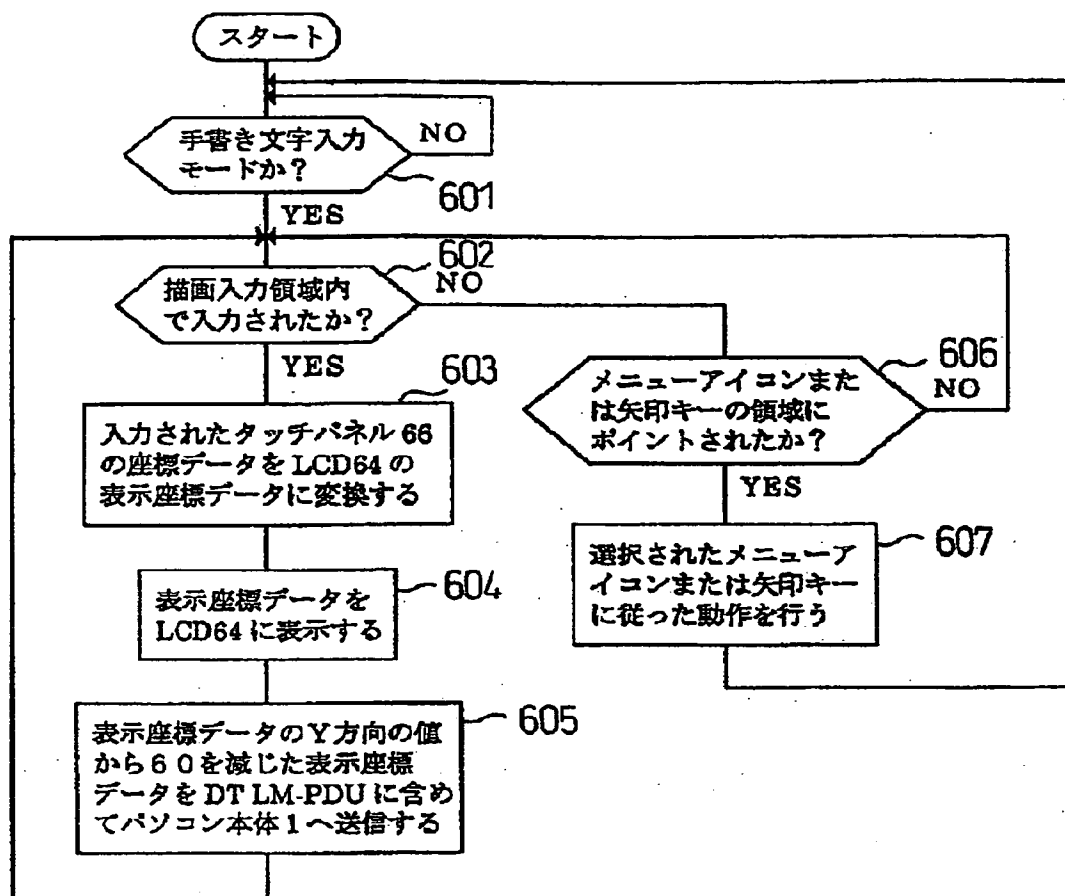 スタート
手書き文字入力
モードか？
NO
601
YES
602
描画入力領域内
で入力されたか？
NO
YES
603
入力されたタッチパネル66
の座標データをLCD64の
表示座標データに変換する
604
表示座標データを
LCD64に表示する
605
表示座標データのY方向の値
から６０を減じた表示座標
データをDT LM-PDUに含め
てパソコン本体1へ送信する
606
メニューアイコンまた
は矢印キーの領域に
ポイントされたか？
NO
YES
607
選択されたメニューア
イコンまたは矢印キー
に従った動作を行う